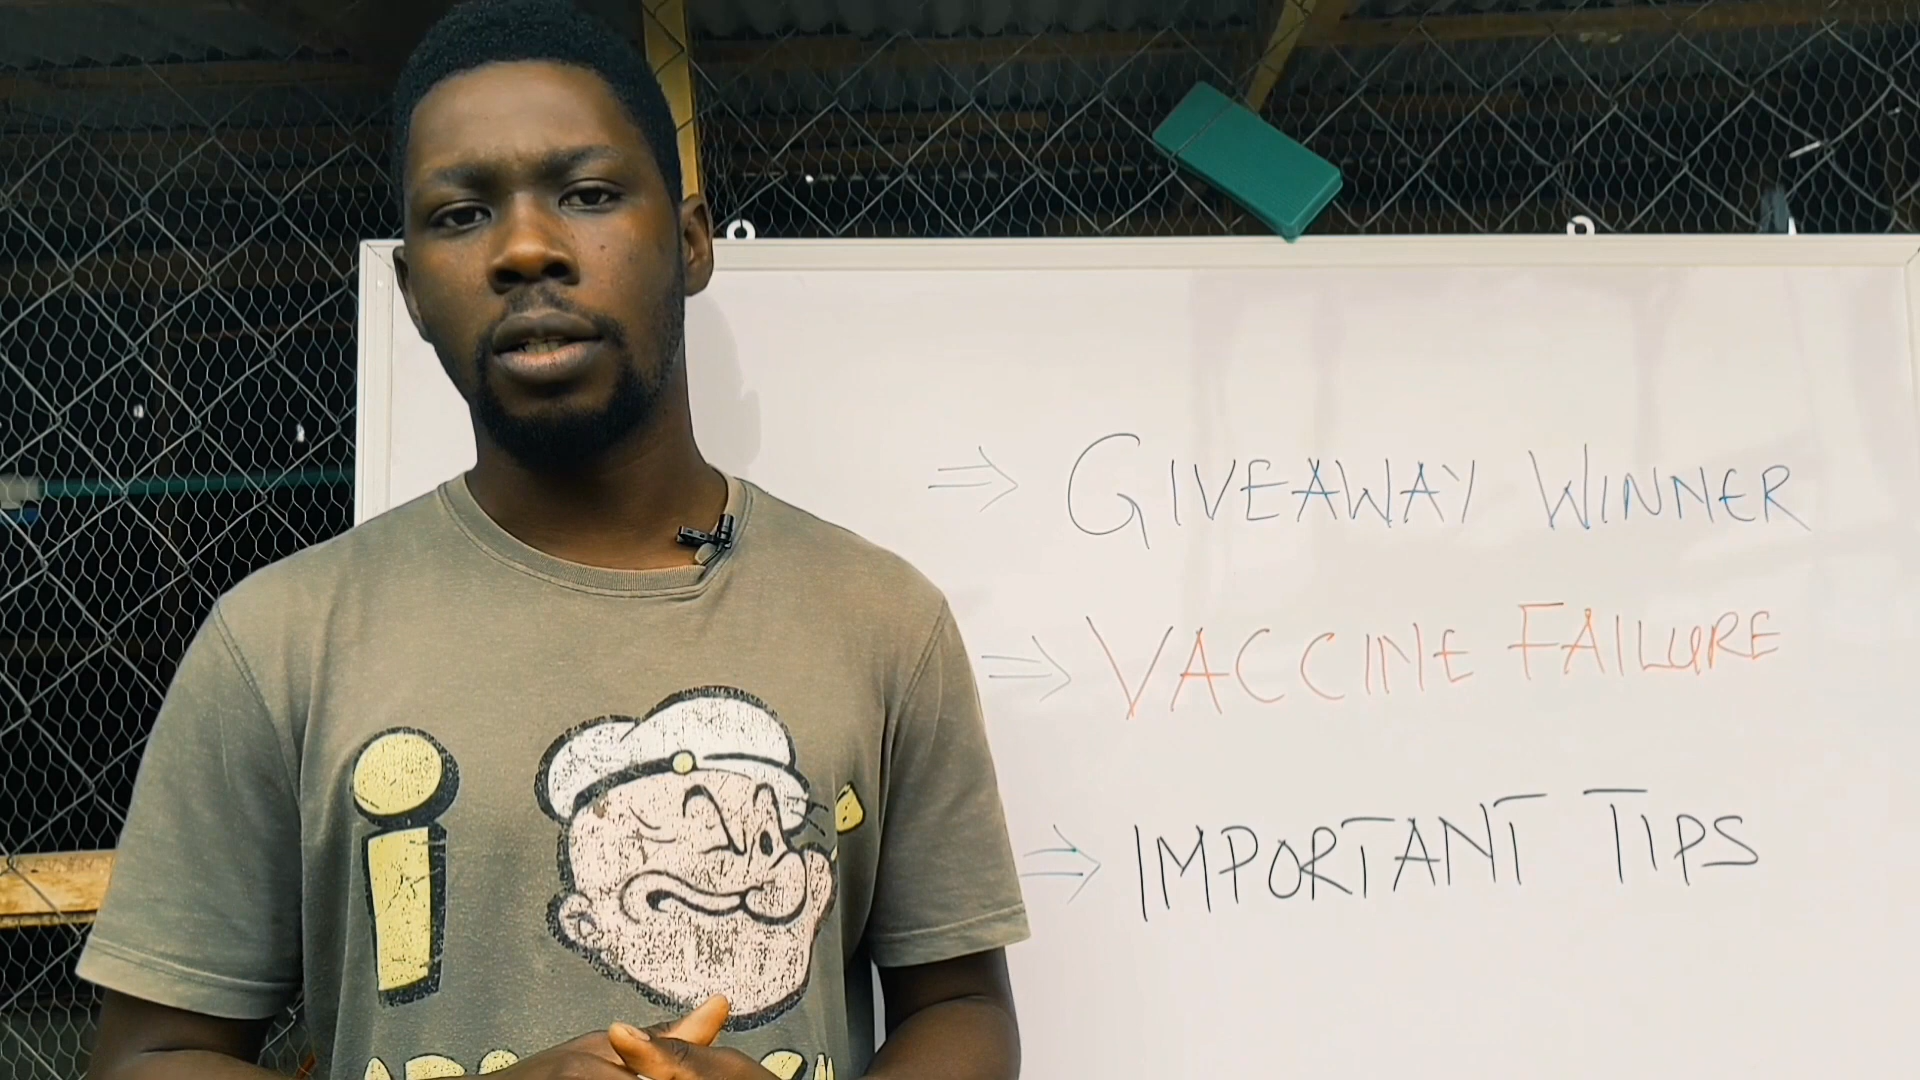 ⇒ GIVEAWAY WINNER
⇒ VACCINE FAILURE
⇒ IMPORTANT TIPS
i